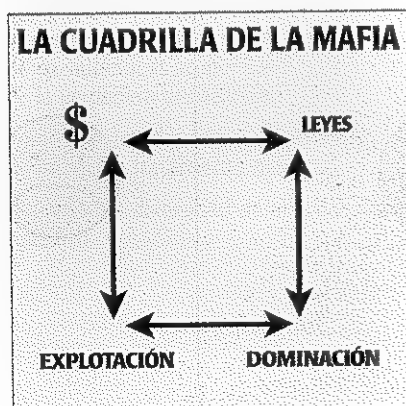 LA CUADRILLA DE LA MAFIA
$ LEYES
EXPLOTACIÓN DOMINACIÓN